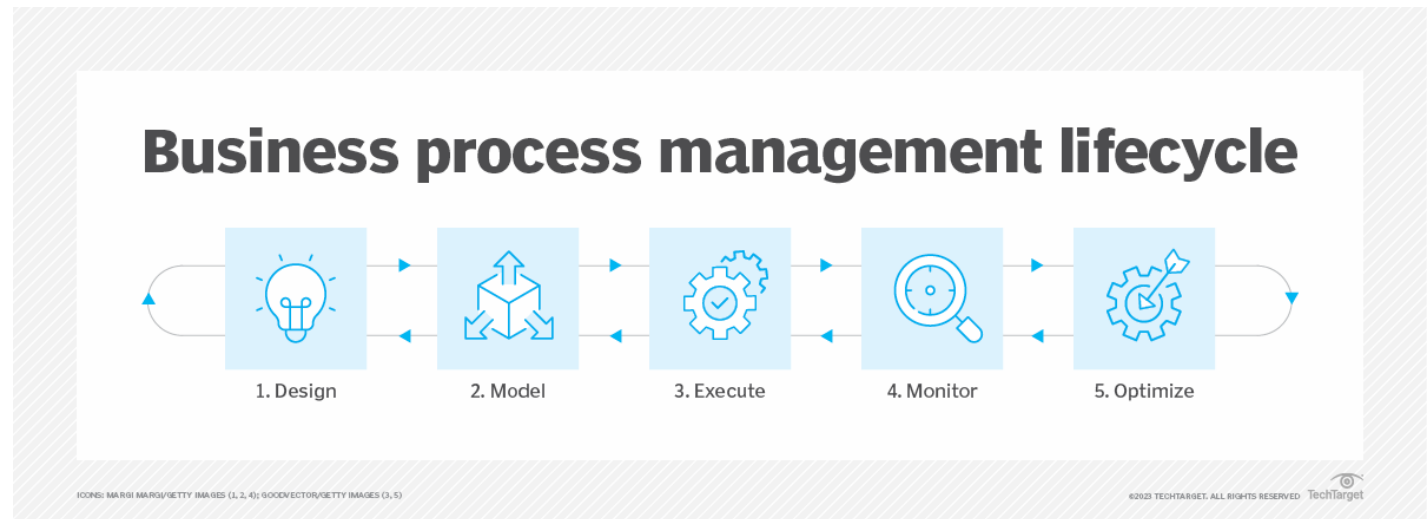 Business process management lifecycle
1. Design
2. Model
3. Execute
4. Monitor
5. Optimize
ICONS: MARGI MARGI/GETTY IMAGES (1, 2, 4); GOODVECTOR/GETTY IMAGES (3, 5)
©2023 TECHTARGET. ALL RIGHTS RESERVED
TechTarget